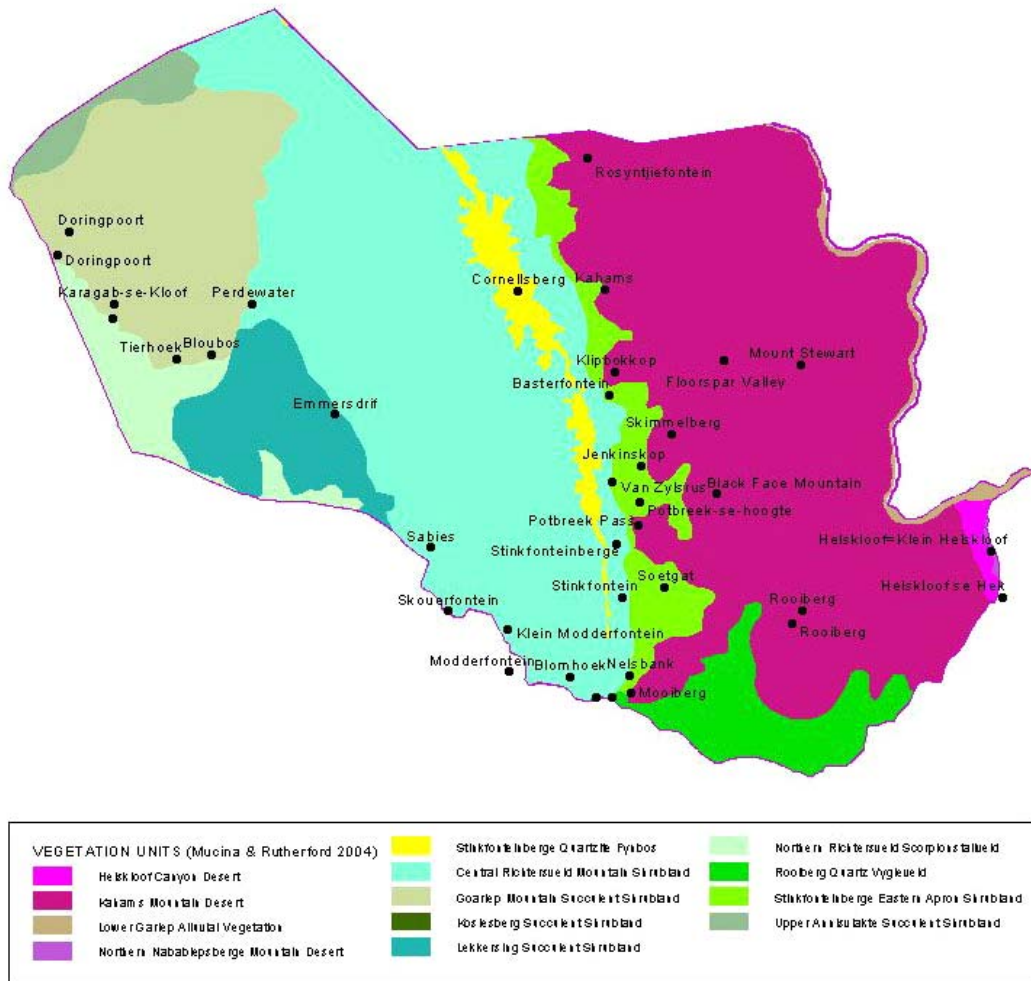 Rosyntjiefontein
Doringpoort
Doringpoort
Karagab-se-Kloof
Perdewater
Cornellsberg
Kahams
Tierhoek
Bloubos
Klipbokkop
Mount Stewart
Floorspar Valley
Basterfontein
Emmersdrif
Skimmelberg
Jenkinskop
Van Zylsrus
Black Face Mountain
Potbreek-se-hoogte
Potbreek Pass
Sabies
Stinkfonteinberge
Helskloof=Klein Helskloof
Soetgat
Stinkfontein
Helskloof se Hek
Skouerfontein
Rooiberg
Rooiberg
Klein Modderfontein
Modderfontein
Blomhoek
Nelsbank
Mooiberg
VEGETATION UNITS (Mucina & Rutherford 2004)
Helskloof Canyon Desert
Kahams Mountain Desert
Lower Gariep Alluvial Vegetation
Northern Nababiepsberge Mountain Desert
Stinkfonteinberge Quartzite Fynbos
Central Richtersveld Mountain Shrubland
Goariep Mountain Succulent Shrubland
Kosiesberg Succulent Shrubland
Lekkersing Succulent Shrubland
Northern Richtersveld Scorpionstailveld
Rooiberg Quartz Vygieveld
Stinkfonteinberge Eastern Apron Shrubland
Upper Annisvlakte Succulent Shrubland